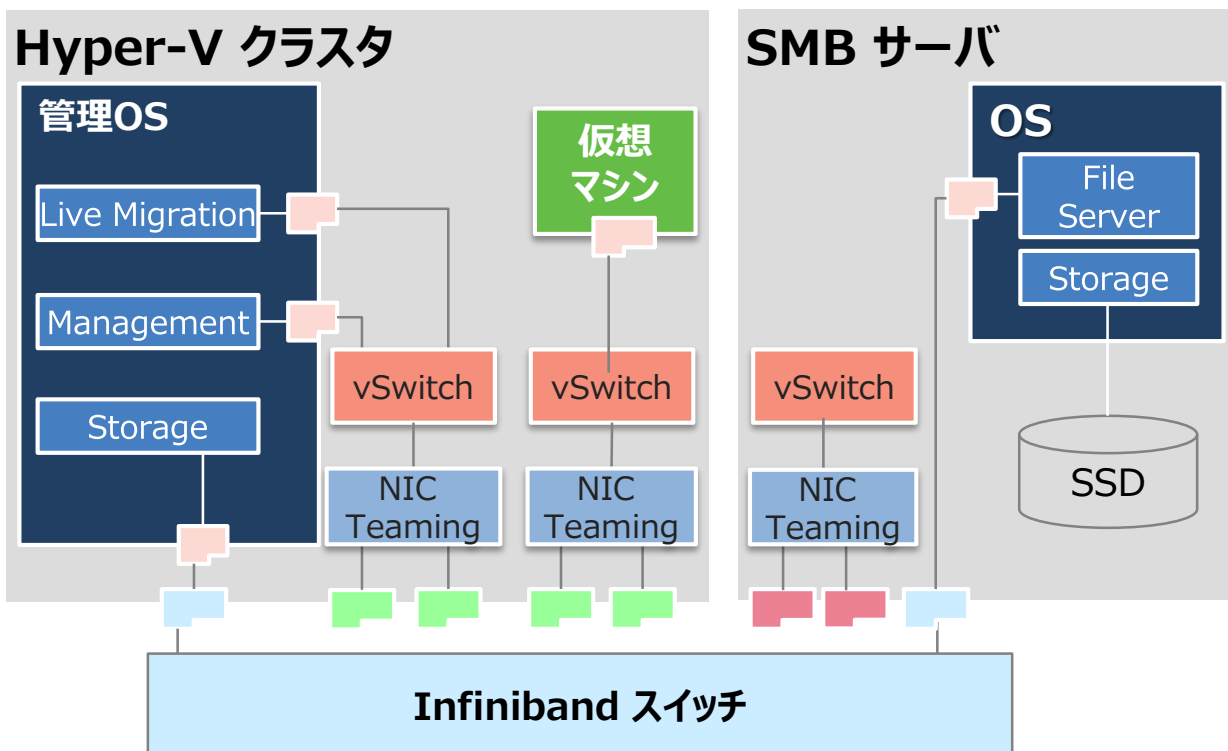 Hyper-V クラスタ
管理OS
Live Migration
Management
Storage
仮想
マシン
vSwitch
vSwitch
NIC
Teaming
NIC
Teaming
SMB サーバ
OS
File
Server
Storage
vSwitch
NIC
Teaming
SSD
Infiniband スイッチ